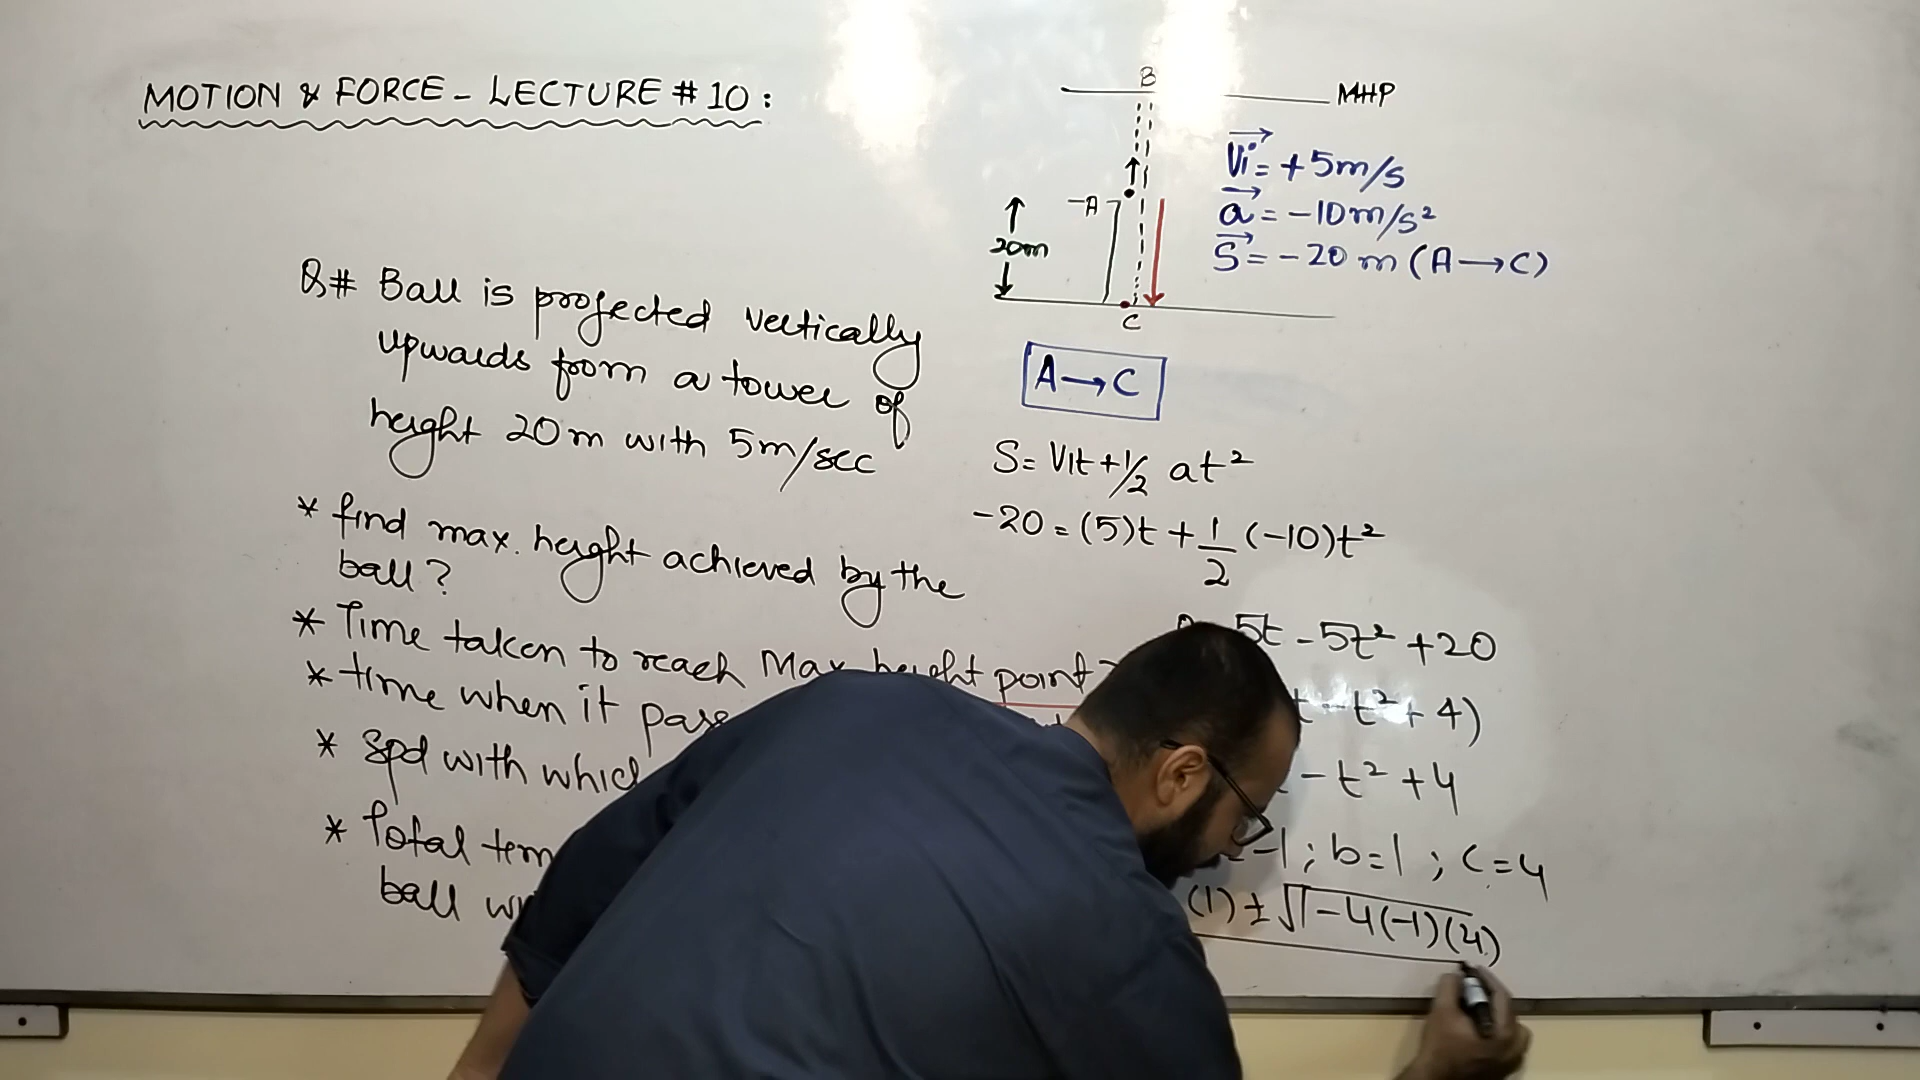 MOTION & FORCE - LECTURE # 10 :
Q# Ball is projected vertically
upwards from a tower of
height 20m with 5m/sec
* find max. height achieved by the
ball?
* Time taken to reach Max height point
* time when it pass
* Spd with which
* Total
ball
B
MHP
A
20m
C
Vi = +5m/s
a = -10m/s²
S = -20 m (A→C)
A→C
S = Vit + 1/2 at²
-20 = (5)t + 1/2 (-10)t²
5t - 5t² + 20
t - t² + 4)
- t² + 4
-1 ; b=1 ; c=4
(1) ± √1-4(-1)(4)